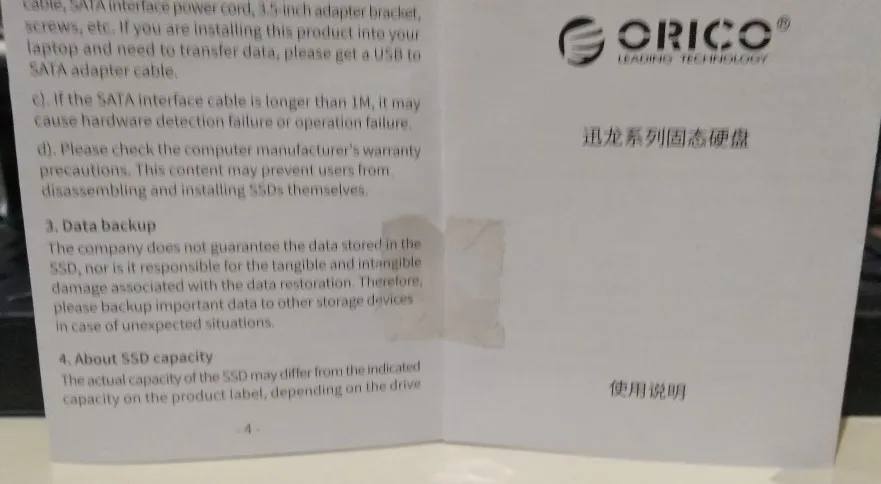 cable, SATA interface power cord, 3.5-inch adapter bracket,
screws, etc. If you are installing this product into your
laptop and need to transfer data, please get a USB to
SATA adapter cable.
c). If the SATA interface cable is longer than 1M, it may
cause hardware detection failure or operation failure.
d). Please check the computer manufacturer's warranty
precautions. This content may prevent users from
disassembling and installing SSDs themselves.
3. Data backup
The company does not guarantee the data stored in the
SSD, nor is it responsible for the tangible and intangible
damage associated with the data restoration. Therefore,
please backup important data to other storage devices
in case of unexpected situations.
4. About SSD capacity
The actual capacity of the SSD may differ from the indicated
capacity on the product label, depending on the drive
- 4 -
ORICO®
LEADING TECHNOLOGY
迅龙系列固态硬盘
使用说明